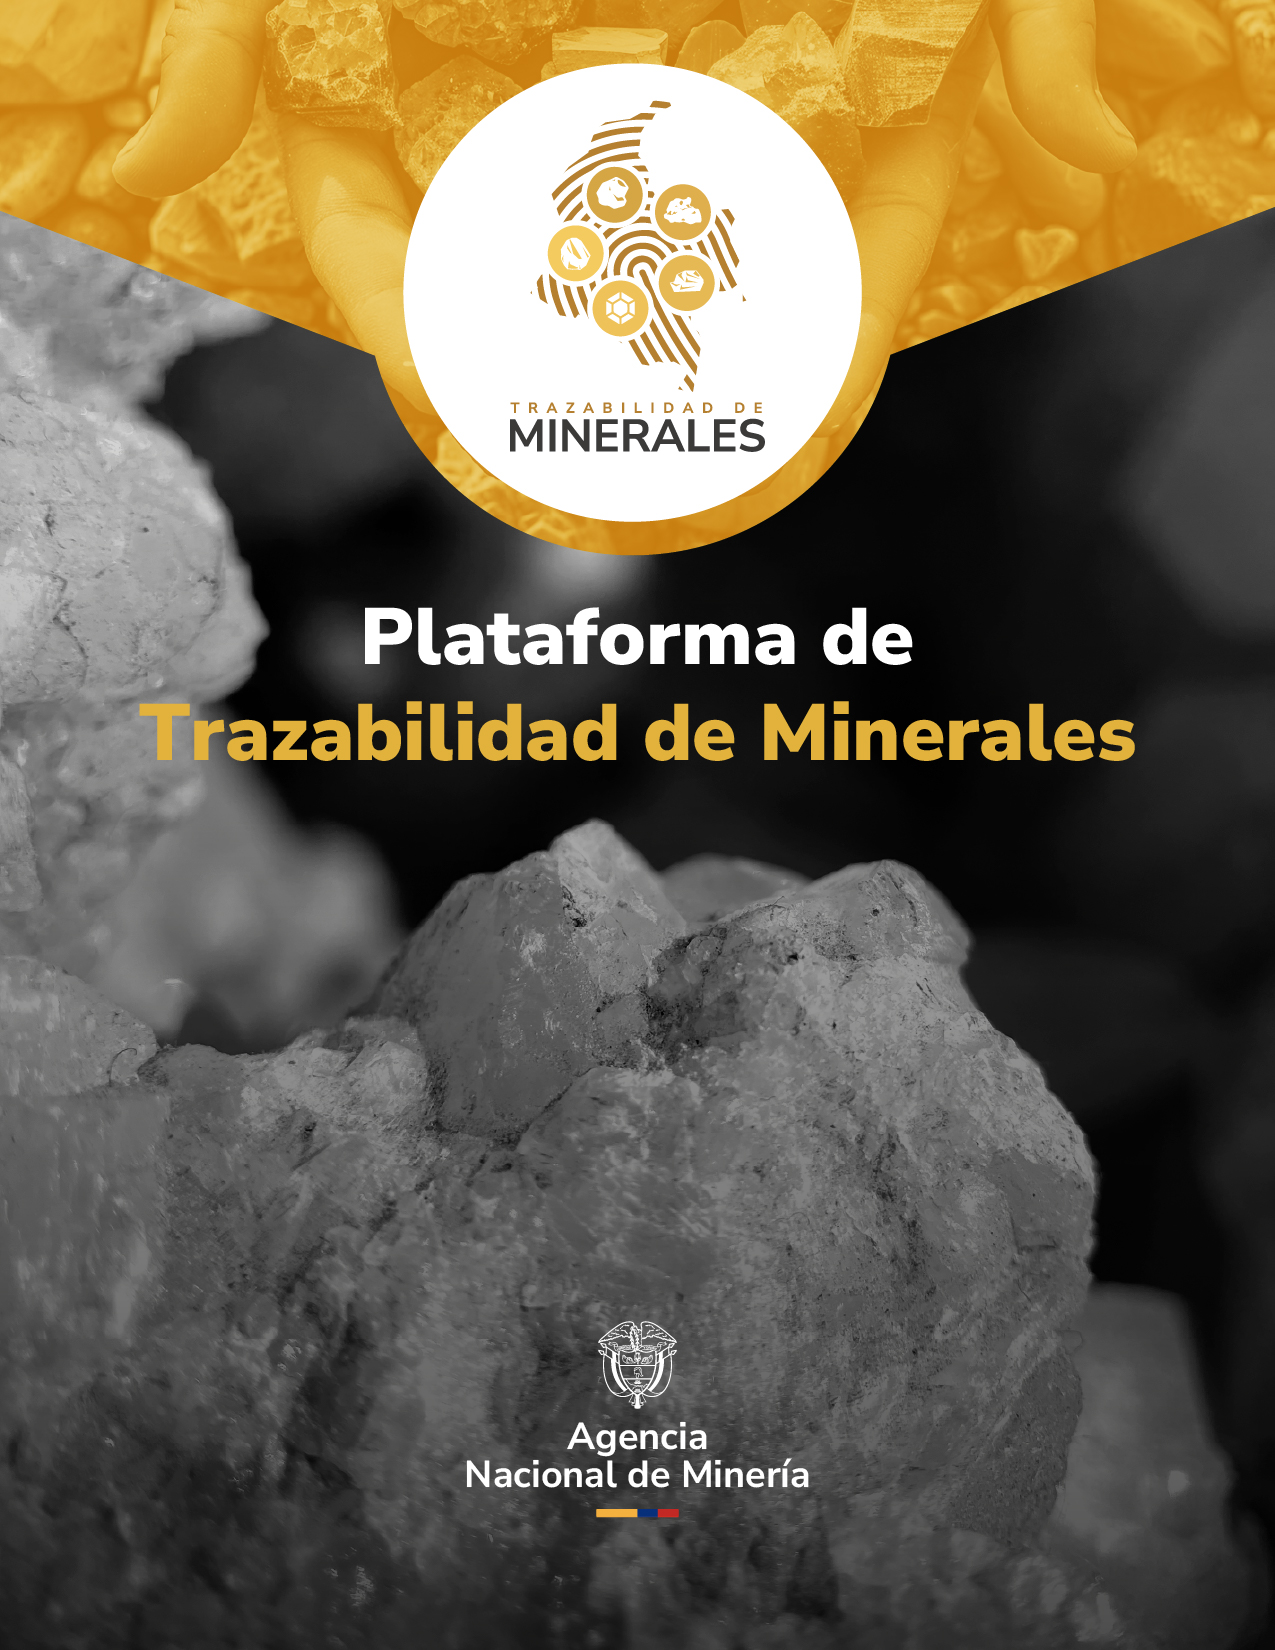 TRAZABILIDAD DE
MINERALES
Plataforma de
Trazabilidad de Minerales
Agencia
Nacional de Minería